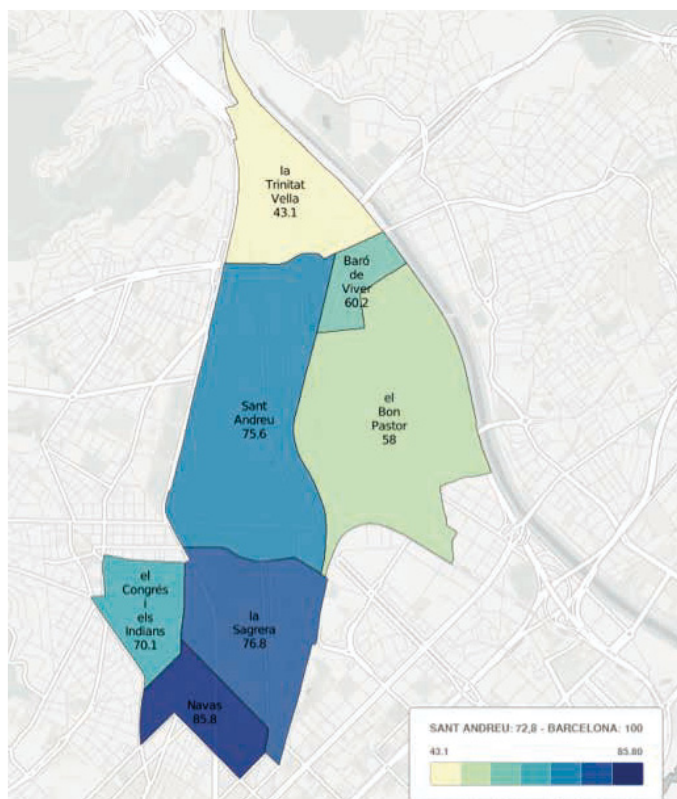 la
Trinitat
Vella
43.1
Baró
de
Viver
60.2
Sant
Andreu
75.6
el
Bon
Pastor
58
el
Congrés
i
els
Indians
70.1
la
Sagrera
76.8
Navas
85.8
SANT ANDREU: 72,8 - BARCELONA: 100
43.1 85.80